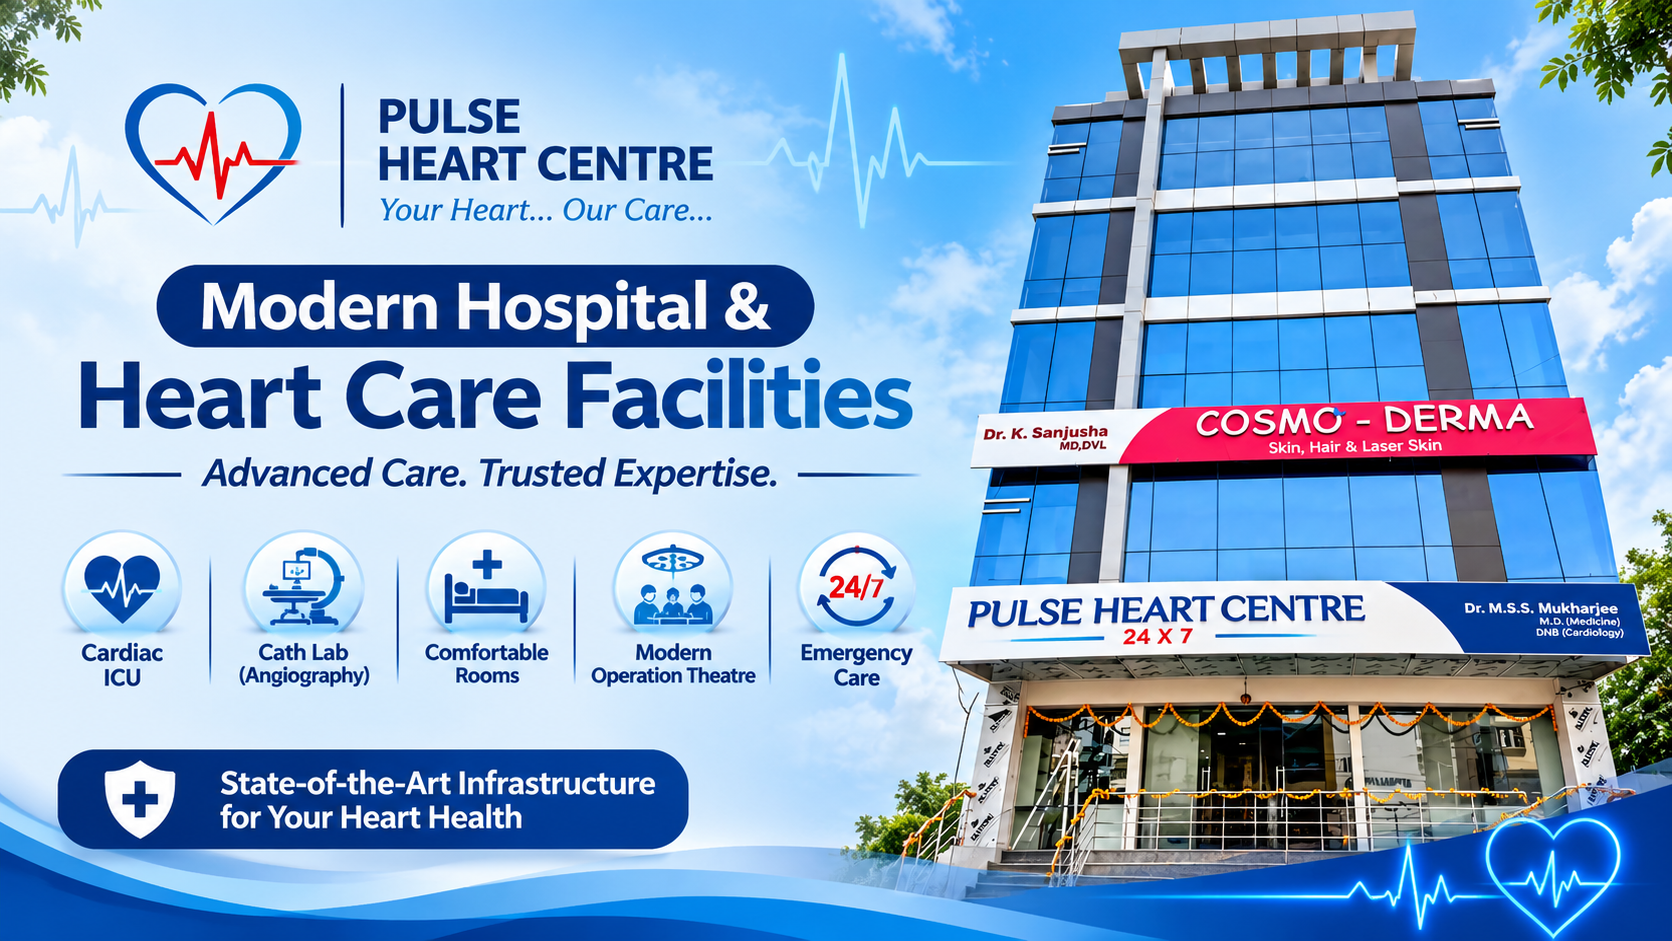 PULSE
HEART CENTRE
Your Heart... Our Care...
Modern Hospital &
Heart Care Facilities
Advanced Care. Trusted Expertise.
Cardiac
ICU
Cath Lab
(Angiography)
Comfortable
Rooms
Modern
Operation Theatre
24/7
Emergency
Care
State-of-the-Art Infrastructure
for Your Heart Health
Dr. K. Sanjusha
MD,DVL
COSMO - DERMA
Skin, Hair & Laser Skin
PULSE HEART CENTRE
24 X 7
Dr. M.S.S. Mukharjee
M.D. (Medicine)
DNB (Cardiology)